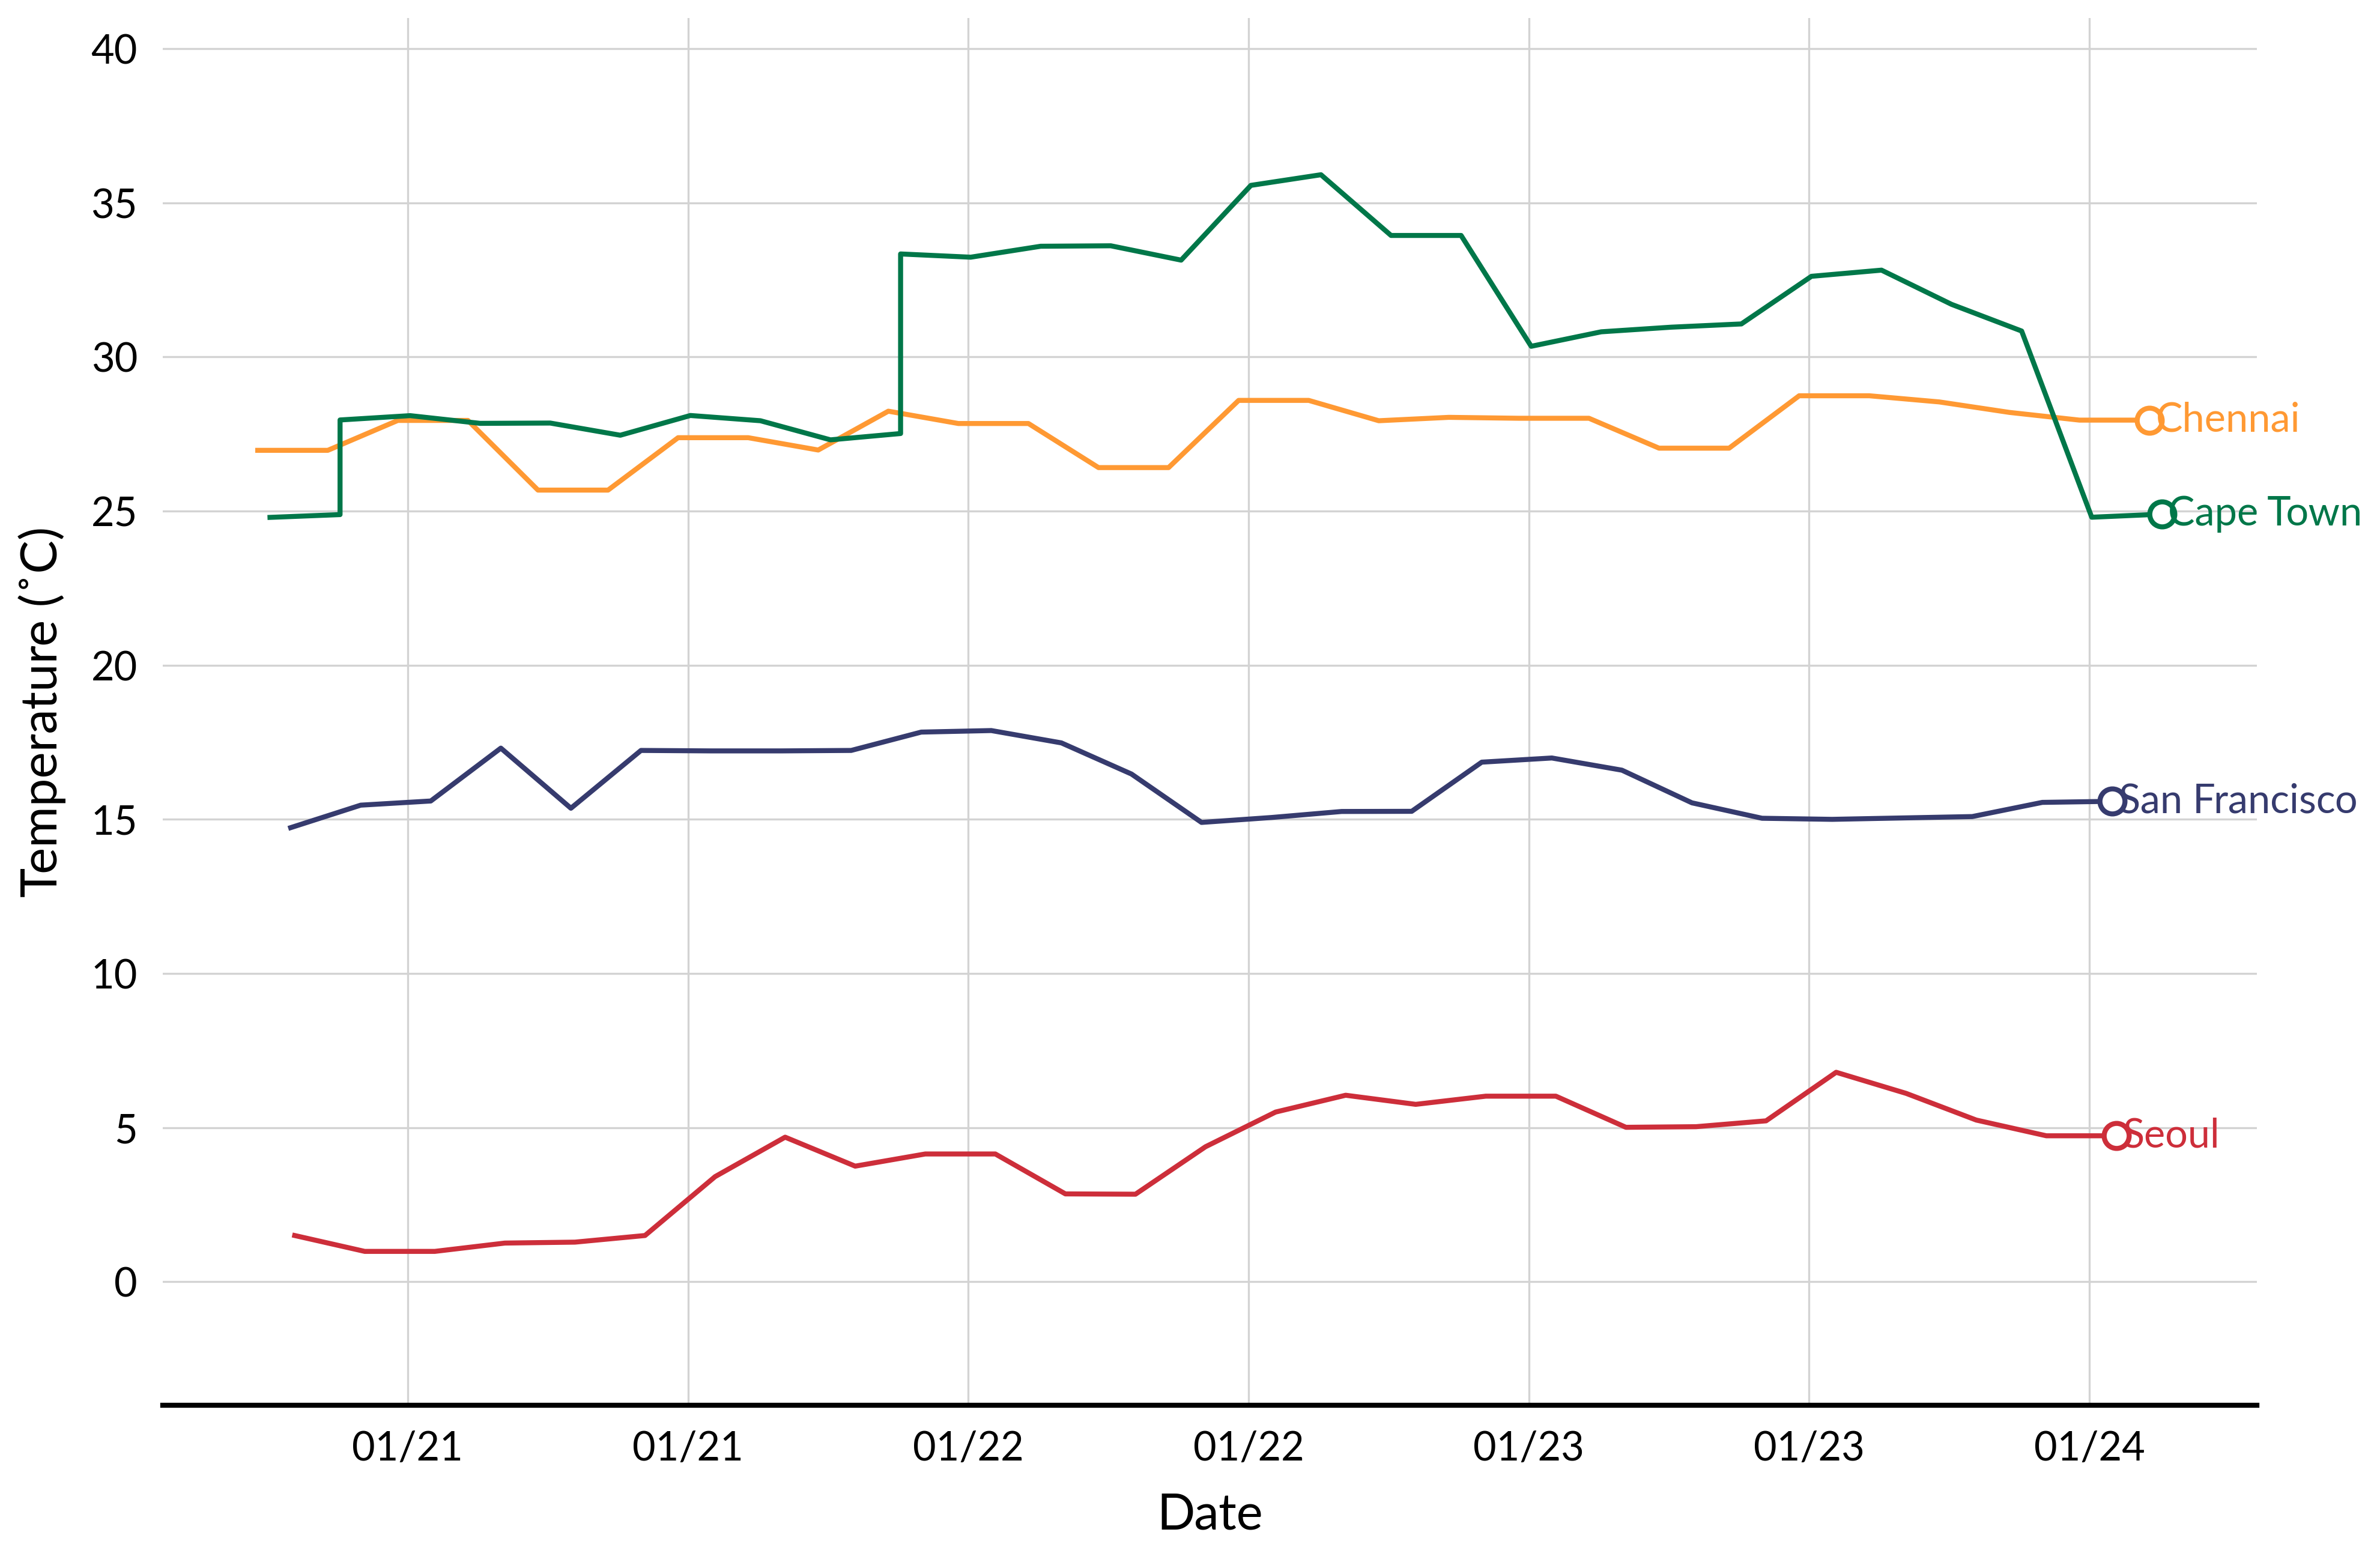 40
35
30
25
20
15
10
5
0
Temperature (°C)
Chennai
Cape Town
San Francisco
Seoul
01/21
01/21
01/22
01/22
01/23
01/23
01/24
Date